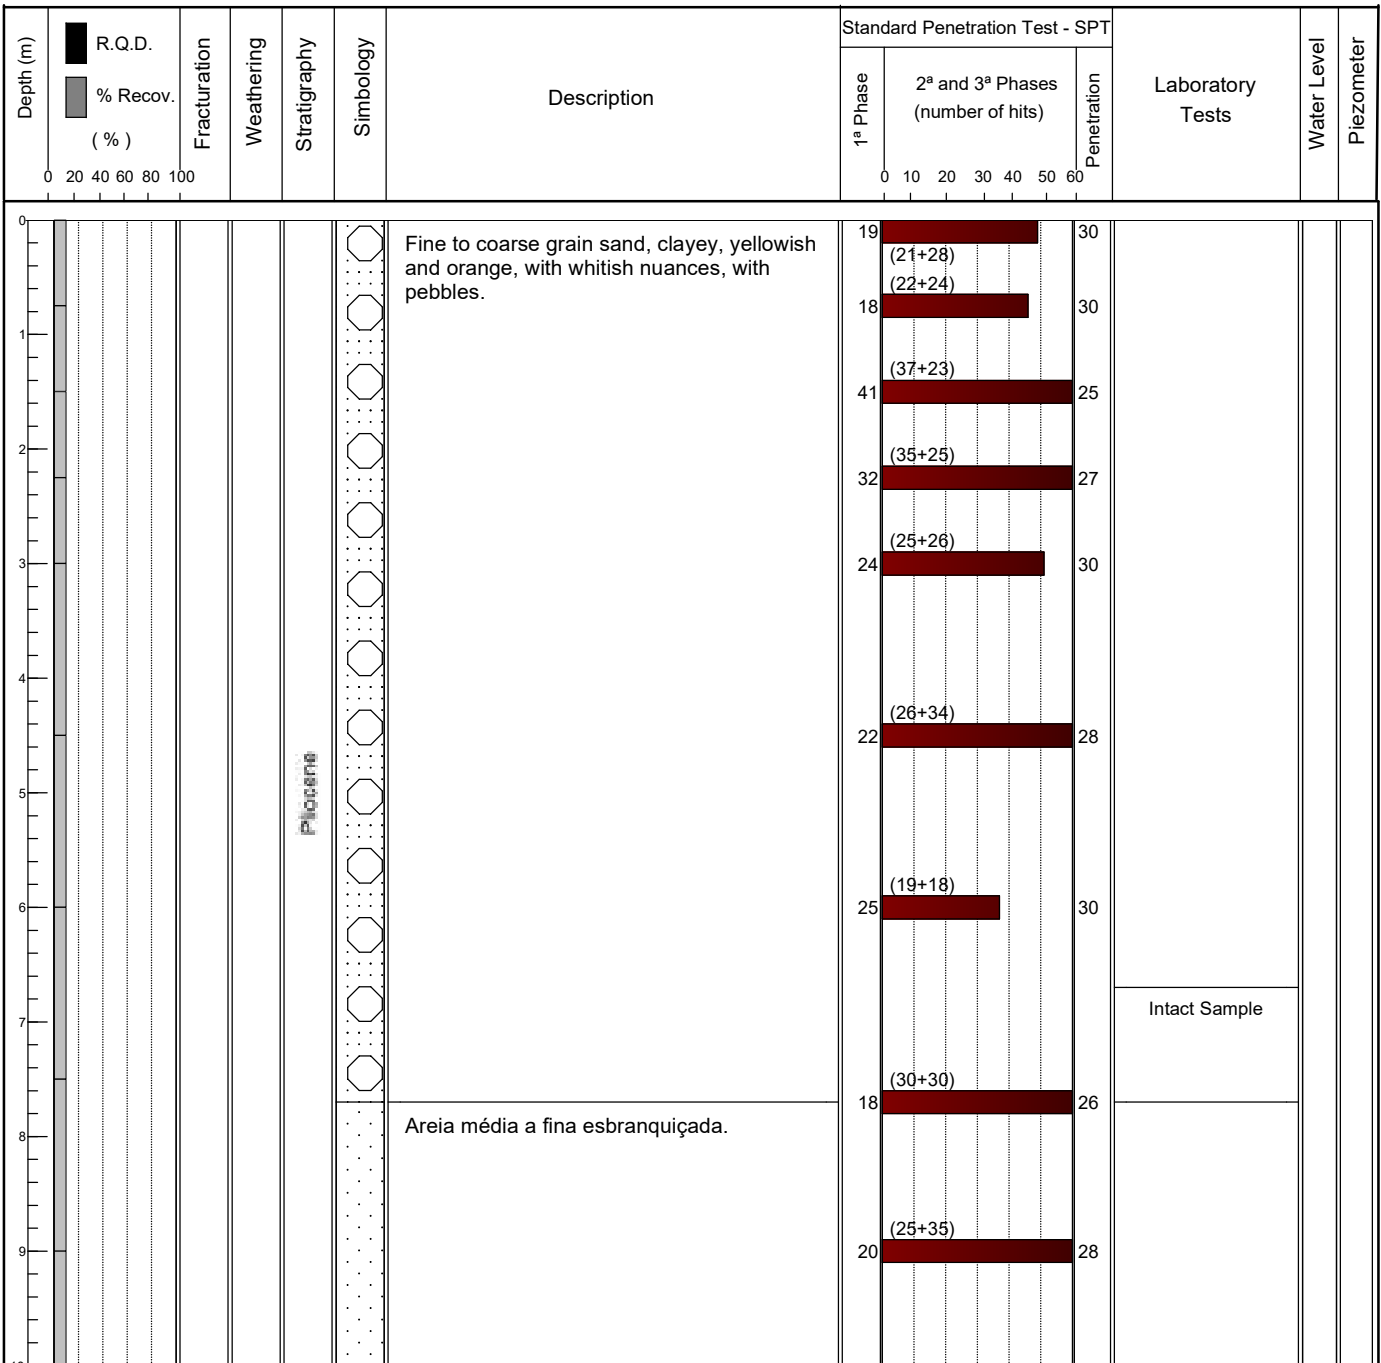 Depth (m)
R.Q.D.
% Recov.
( % )
0 20 40 60 80 100
Fracturation
Weathering
Stratigraphy
Simbology
Description
Standard Penetration Test - SPT
1ª Phase
2ª and 3ª Phases
(number of hits)
0 10 20 30 40 50 60
Penetration
Laboratory
Tests
Water Level
Piezometer
0
Fine to coarse grain sand, clayey, yellowish
and orange, with whitish nuances, with
pebbles.
19 30
(21+28)
(22+24)
18 30
1
(37+23)
41 25
2
(35+25)
32 27
(25+26)
3 24 30
4
(26+34)
22 28
Pliocene
5
(19+18)
6 25 30
Intact Sample
7
(30+30)
18 26
Areia média a fina esbranquiçada.
8
(25+35)
9 20 28